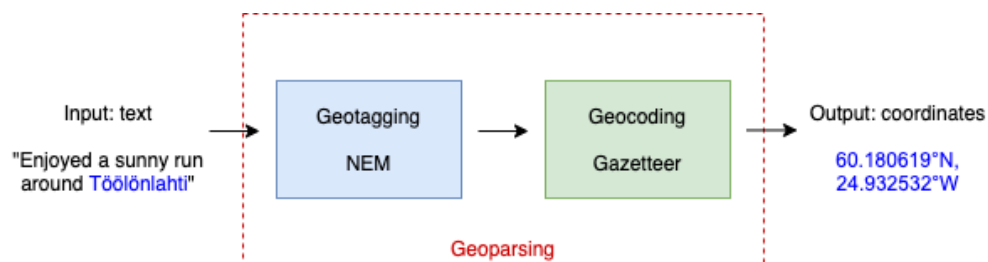 Input: text
"Enjoyed a sunny run
around Töölönlahti"
Geotagging
NEM
Geocoding
Gazetteer
Output: coordinates
60.180619°N,
24.932532°W
Geoparsing